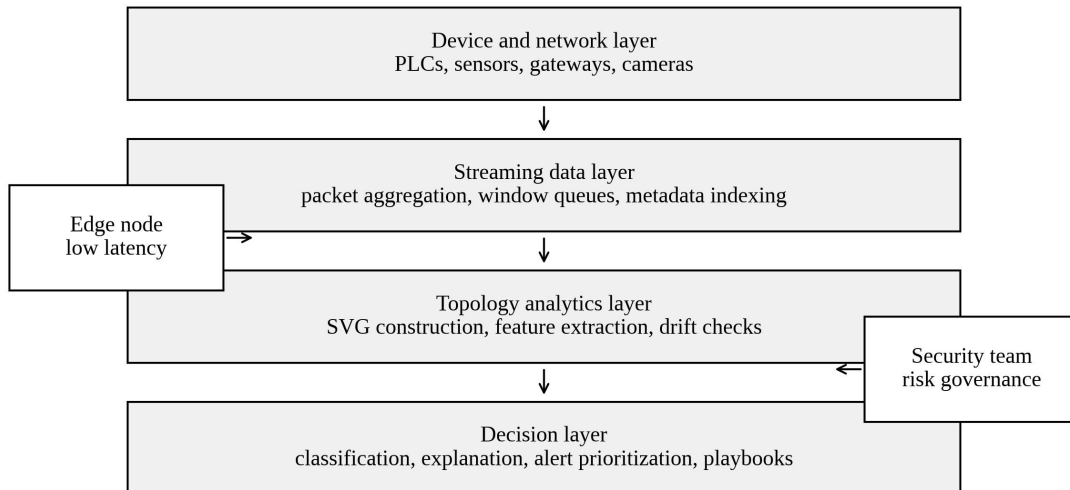 Device and network layer
PLCs, sensors, gateways, cameras
Streaming data layer
packet aggregation, window queues, metadata indexing
Edge node
low latency
Topology analytics layer
SVG construction, feature extraction, drift checks
Security team
risk governance
Decision layer
classification, explanation, alert prioritization, playbooks